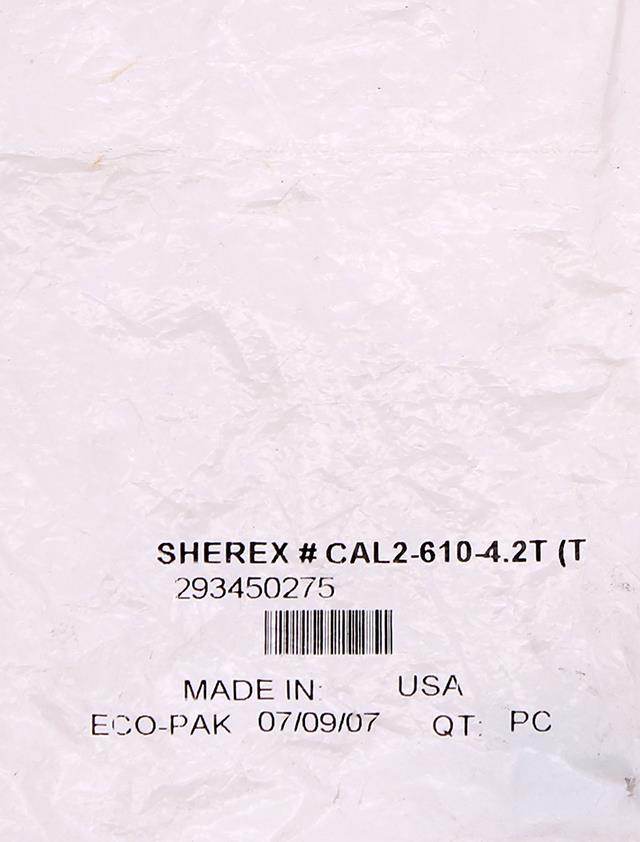 SHEREX # CAL2-610-4.2T (T
293450275
MADE IN: USA
ECO-PAK 07/09/07 QT: PC